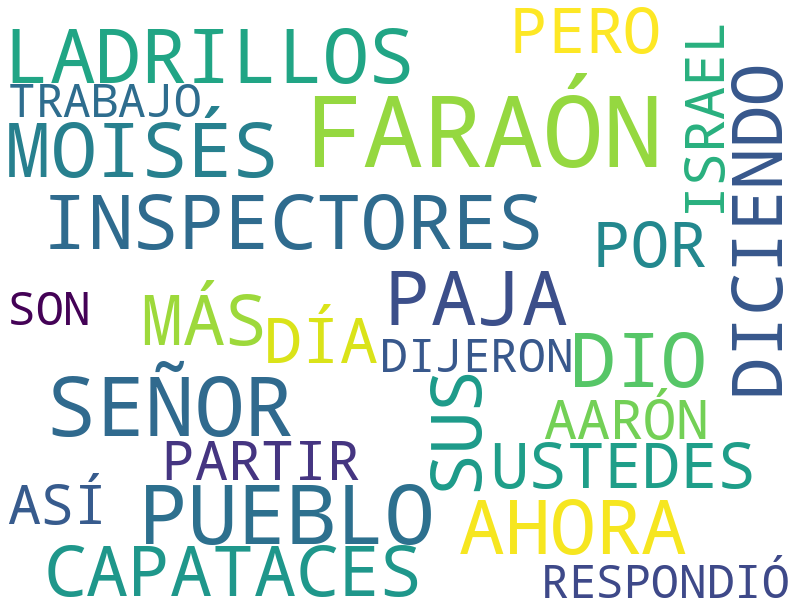 PERO
LADRILLOS
ISRAEL
TRABAJO
FARAÓN
DICIENDO
MOISÉS
INSPECTORES
POR
PAJA
SON
MÁS
DÍA
DIJERON
DIO
SEÑOR
SUS
AARÓN
PARTIR
USTEDES
ASÍ
PUEBLO
AHORA
CAPATACES
RESPONDIÓ